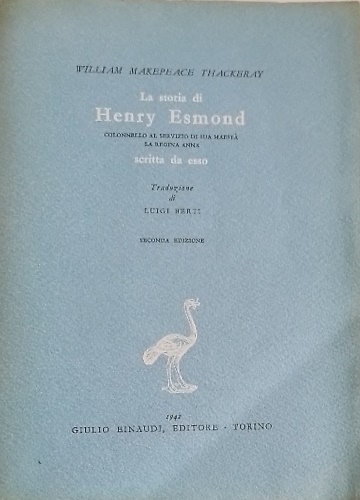 WILLIAM MAKEPEACE THACKERAY
La storia di
Henry Esmond
COLONNELLO AL SERVIZIO DI SUA MAESTÀ
LA REGINA ANNA
scritta da esso
Traduzione
di
LUIGI BERTI
SECONDA EDIZIONE
1942
GIULIO EINAUDI, EDITORE - TORINO